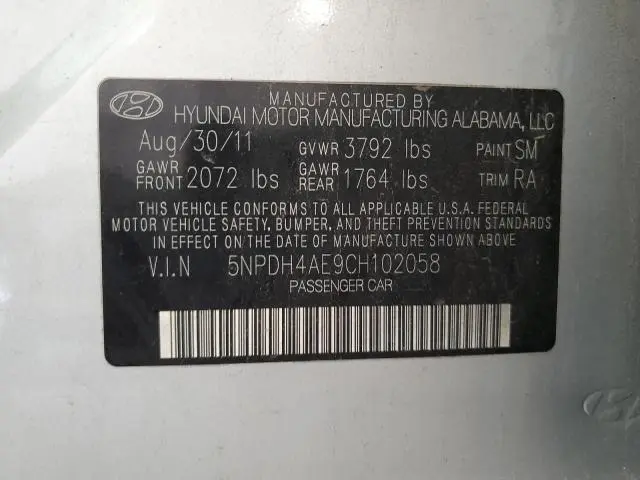 MANUFACTURED BY
HYUNDAI MOTOR MANUFACTURING ALABAMA, LLC
Aug/30/11 GVWR 3792 lbs PAINT SM
GAWR FRONT 2072 lbs GAWR REAR 1764 lbs TRIM RA
THIS VEHICLE CONFORMS TO ALL APPLICABLE U.S.A. FEDERAL
MOTOR VEHICLE SAFETY, BUMPER, AND THEFT PREVENTION STANDARDS
IN EFFECT ON THE DATE OF MANUFACTURE SHOWN ABOVE.
V.I.N 5NPDH4AE9CH102058
PASSENGER CAR